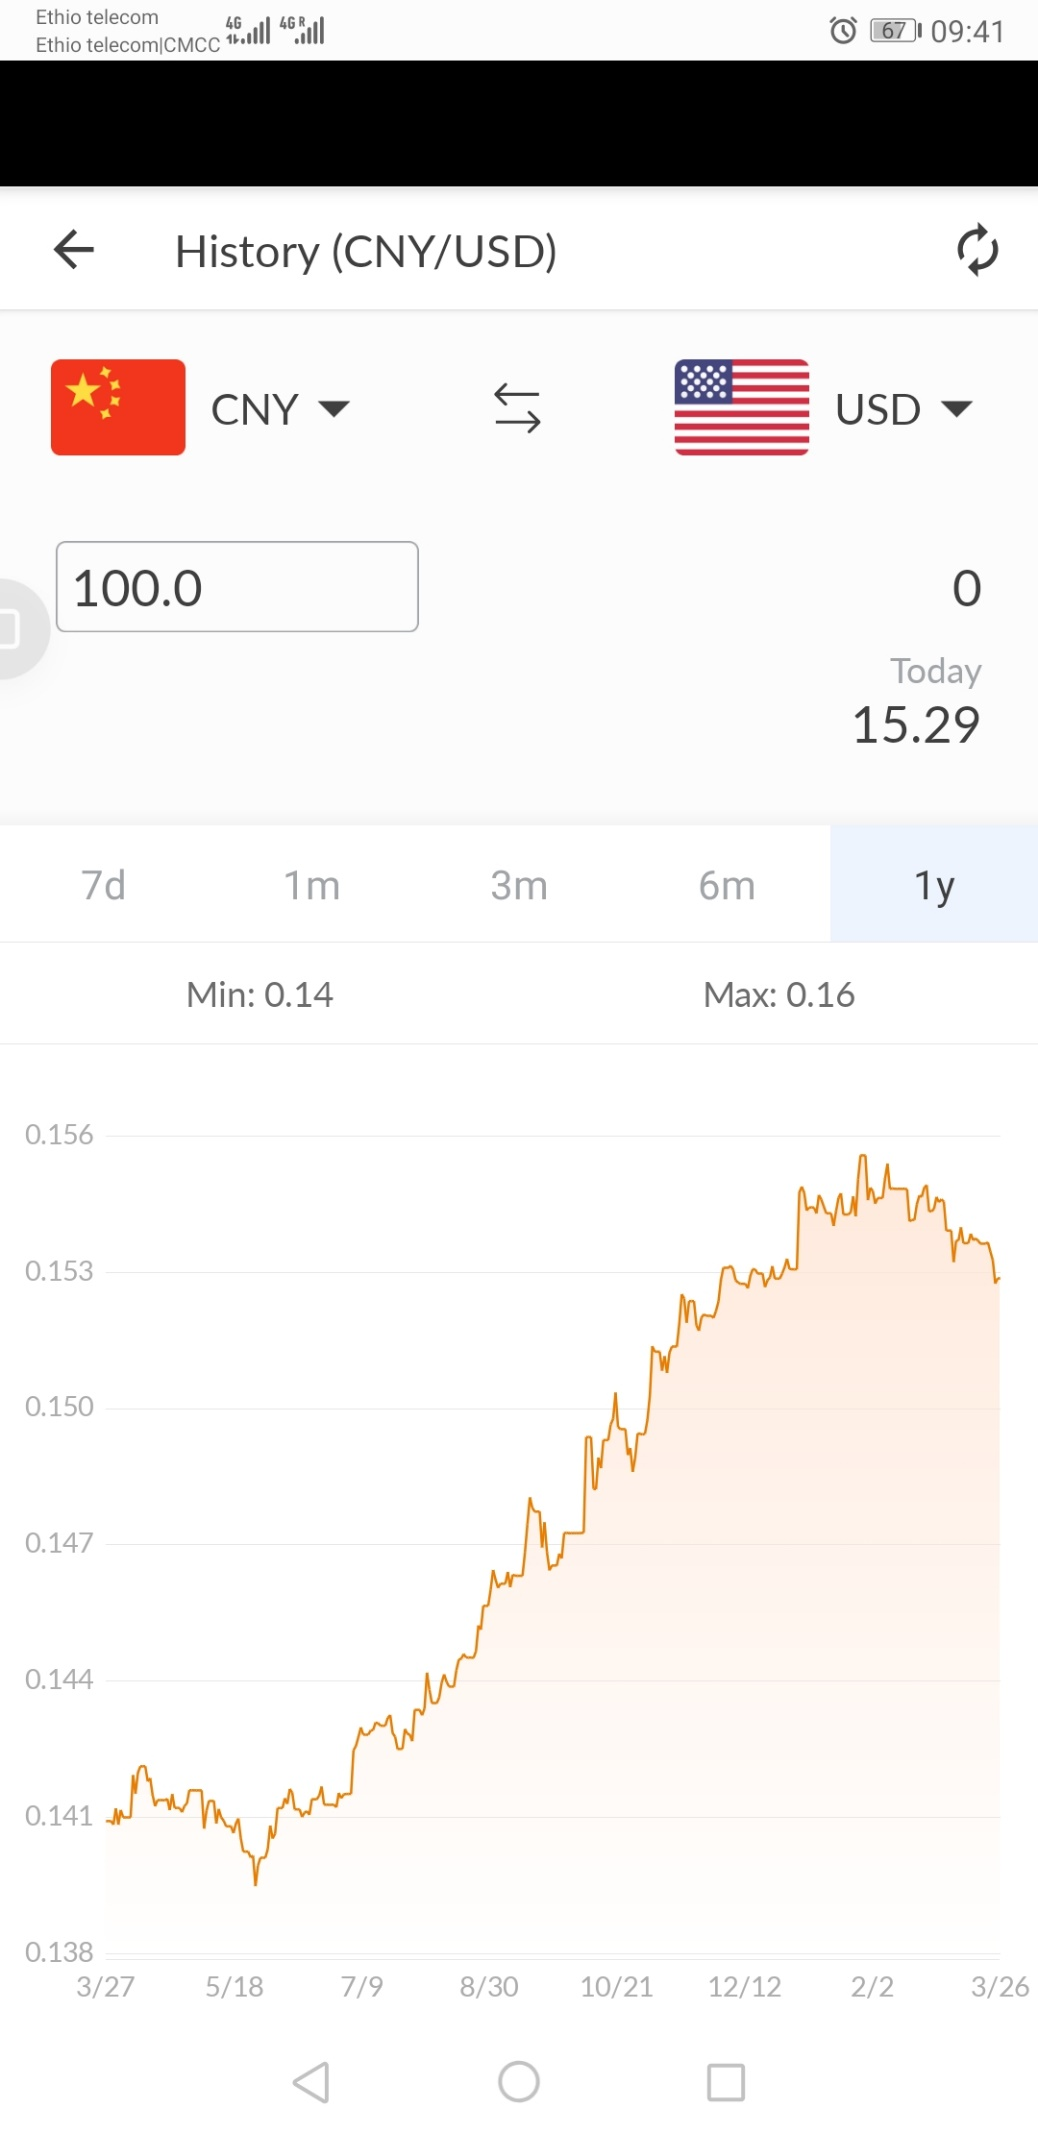 Ethio telecom
Ethio telecom|CMCC 4G 4G R 67 09:41
History (CNY/USD)
CNY USD
100.0 0
Today
15.29
7d 1m 3m 6m 1y
Min: 0.14 Max: 0.16
0.156
0.153
0.150
0.147
0.144
0.141
0.138
3/27 5/18 7/9 8/30 10/21 12/12 2/2 3/26